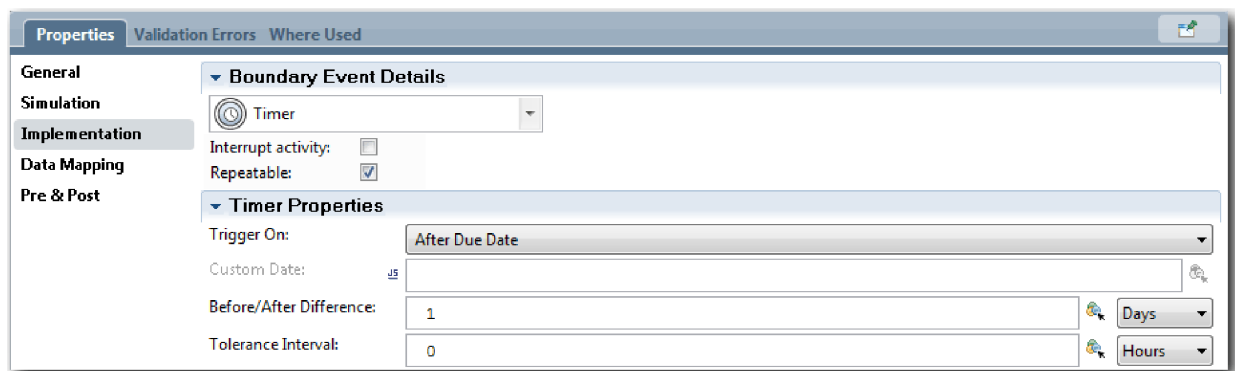 Properties Validation Errors Where Used
General
Simulation
Implementation
Data Mapping
Pre & Post
Boundary Event Details
Timer
Interrupt activity:
Repeatable:
Timer Properties
Trigger On: After Due Date
Custom Date: JS
Before/After Difference: 1 Days
Tolerance Interval: 0 Hours